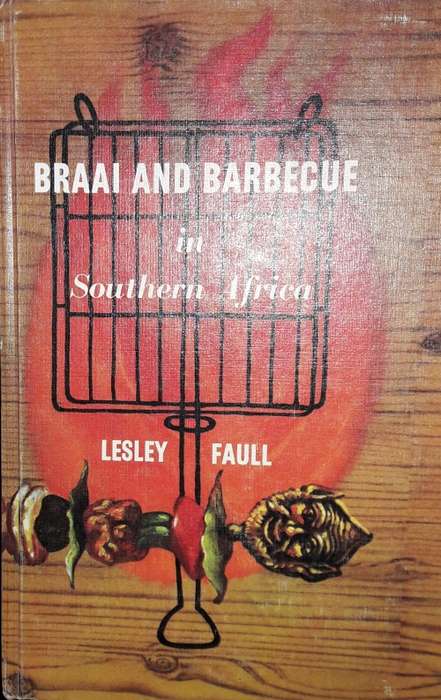 BRAAI AND BARBECUE
in
Southern Africa
LESLEY FAULL